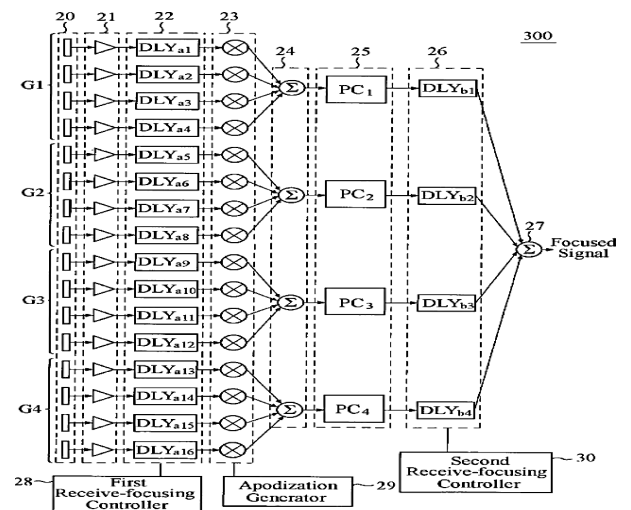 20 21 22 23 24 25 26 300
G1
DLYa1
DLYa2
DLYa3
DLYa4
G2
DLYa5
DLYa6
DLYa7
DLYa8
G3
DLYa9
DLYa10
DLYa11
DLYa12
G4
DLYa13
DLYa14
DLYa15
DLYa16
Σ
Σ
Σ
Σ
PC1
PC2
PC3
PC4
DLYb1
DLYb2
DLYb3
DLYb4
27
Σ
Focused
Signal
28
First
Receive-focusing
Controller
Apodization
Generator
29
Second
Receive-focusing
Controller
30